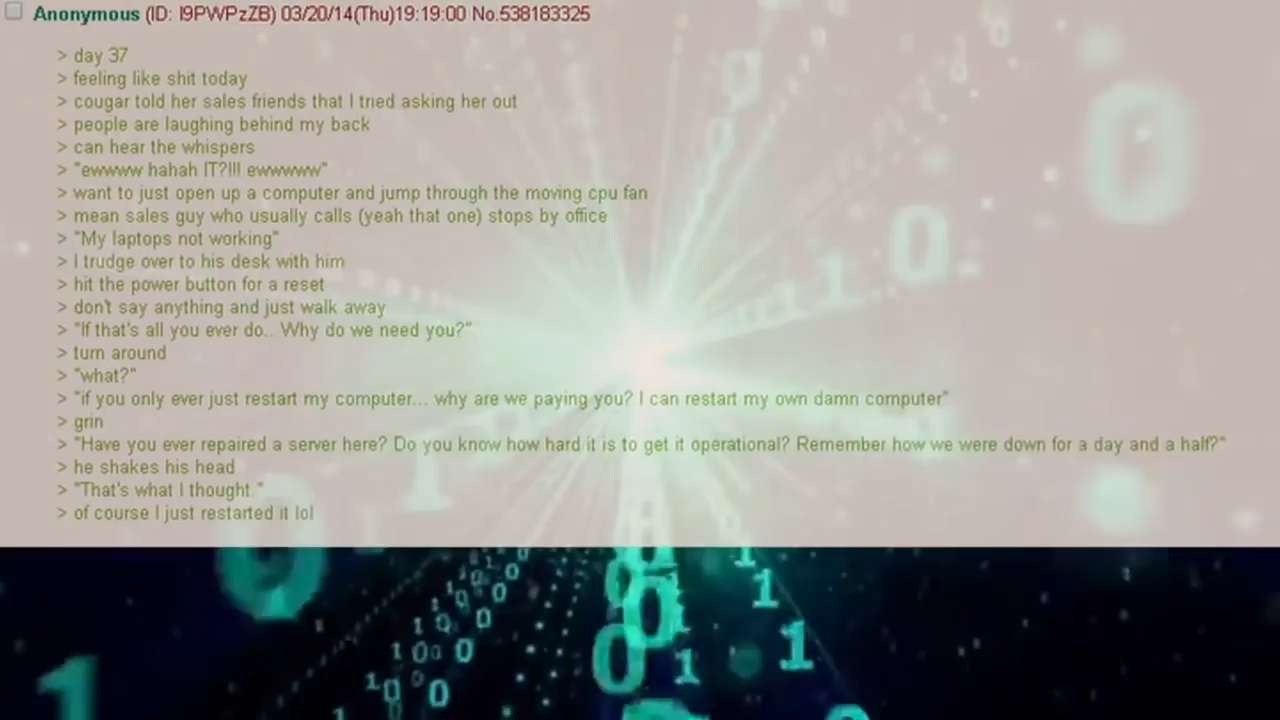 Anonymous (ID: I9PWPzZB) 03/20/14(Thu)19:19:00 No.538183325
> day 37
> feeling like shit today
> cougar told her sales friends that I tried asking her out
> people are laughing behind my back
> can hear the whispers
> "ewwww hahah IT?!!! ewwwww"
> want to just open up a computer and jump through the moving cpu fan
> mean sales guy who usually calls (yeah that one) stops by office
> "My laptops not working"
> I trudge over to his desk with him
> hit the power button for a reset
> don't say anything and just walk away
> "If that's all you ever do.. Why do we need you?"
> turn around
> "what?"
> "if you only ever just restart my computer... why are we paying you? I can restart my own damn computer"
> grin
> "Have you ever repaired a server here? Do you know how hard it is to get it operational? Remember how we were down for a day and a half?"
> he shakes his head
> "That's what I thought."
> of course I just restarted it lol